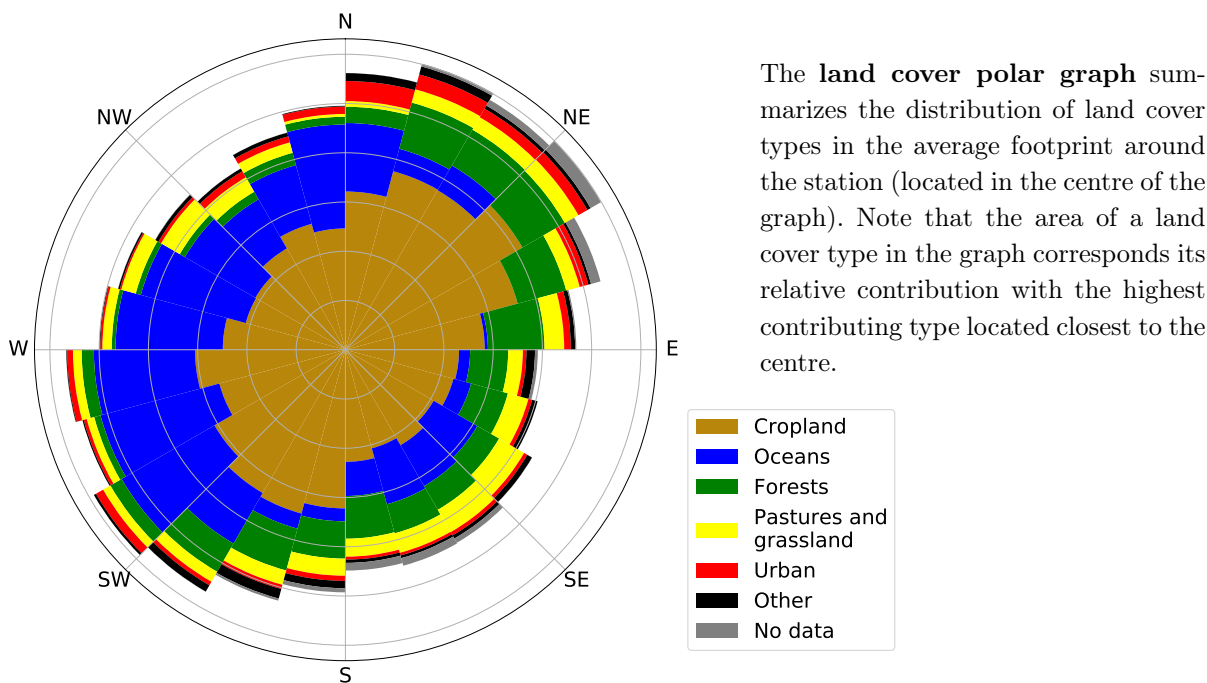 N
NW
NE
W
E
SW
SE
S
The land cover polar graph sum-
marizes the distribution of land cover
types in the average footprint around
the station (located in the centre of the
graph). Note that the area of a land
cover type in the graph corresponds its
relative contribution with the highest
contributing type located closest to the
centre.
Cropland
Oceans
Forests
Pastures and
grassland
Urban
Other
No data